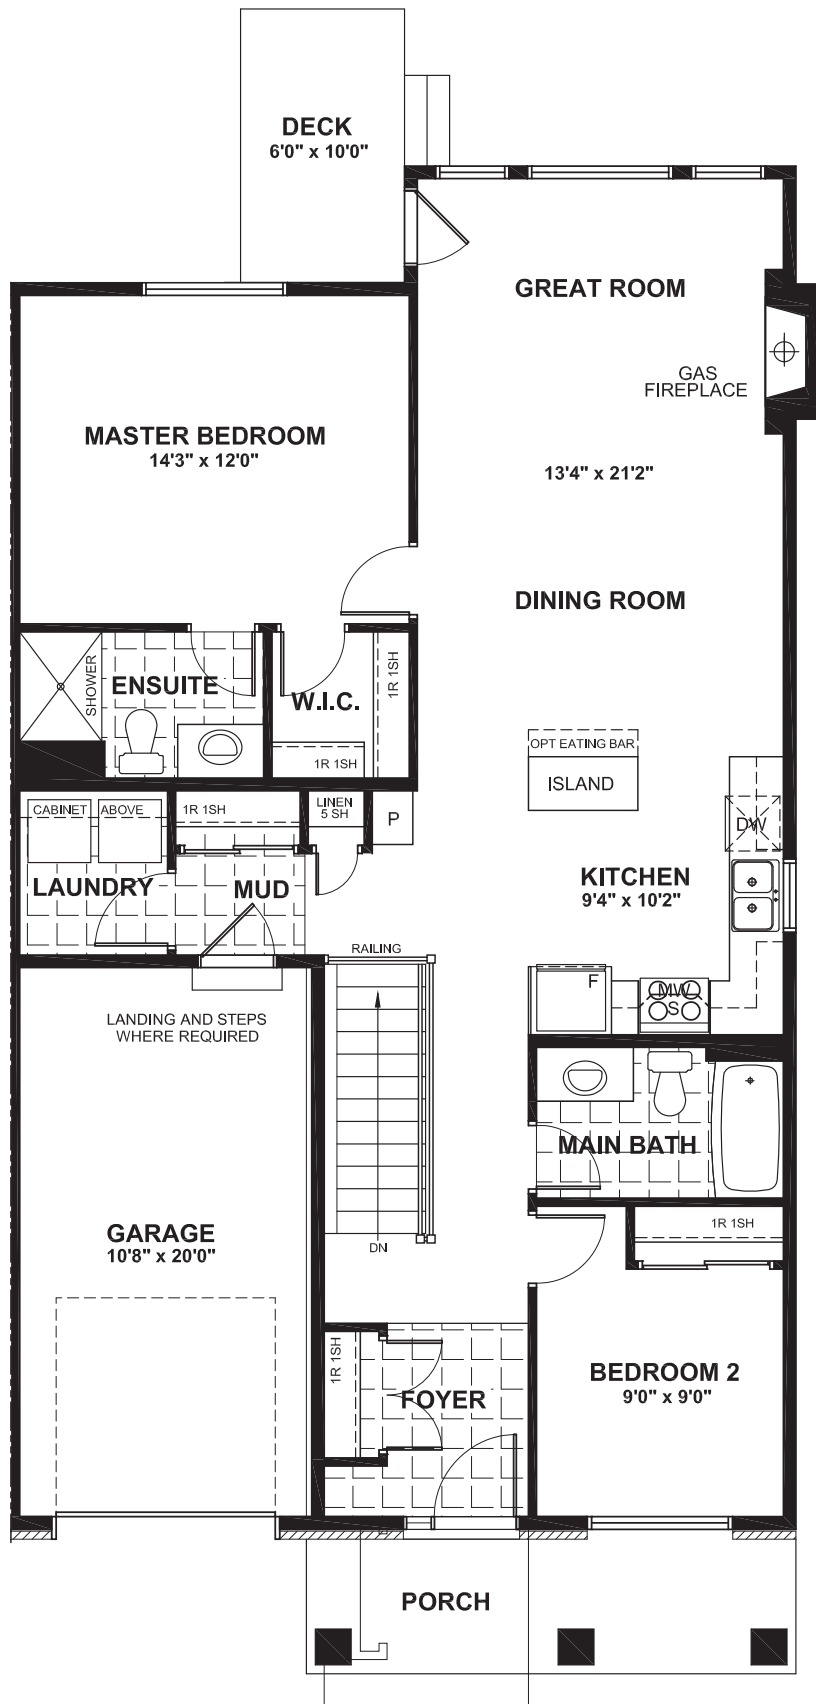 DECK
6'0" x 10'0"
GREAT ROOM
GAS
FIREPLACE
MASTER BEDROOM
14'3" x 12'0"
13'4" x 21'2"
DINING ROOM
SHOWER
ENSUITE
W.I.C.
1R 1SH
1R 1SH
OPT EATING BAR
ISLAND
CABINET
ABOVE
1R 1SH
LINEN
5 SH
P
DW
LAUNDRY
MUD
KITCHEN
9'4" x 10'2"
RAILING
F
MW
S
LANDING AND STEPS
WHERE REQUIRED
MAIN BATH
GARAGE
10'8" x 20'0"
1R 1SH
DN
1R 1SH
FOYER
BEDROOM 2
9'0" x 9'0"
PORCH